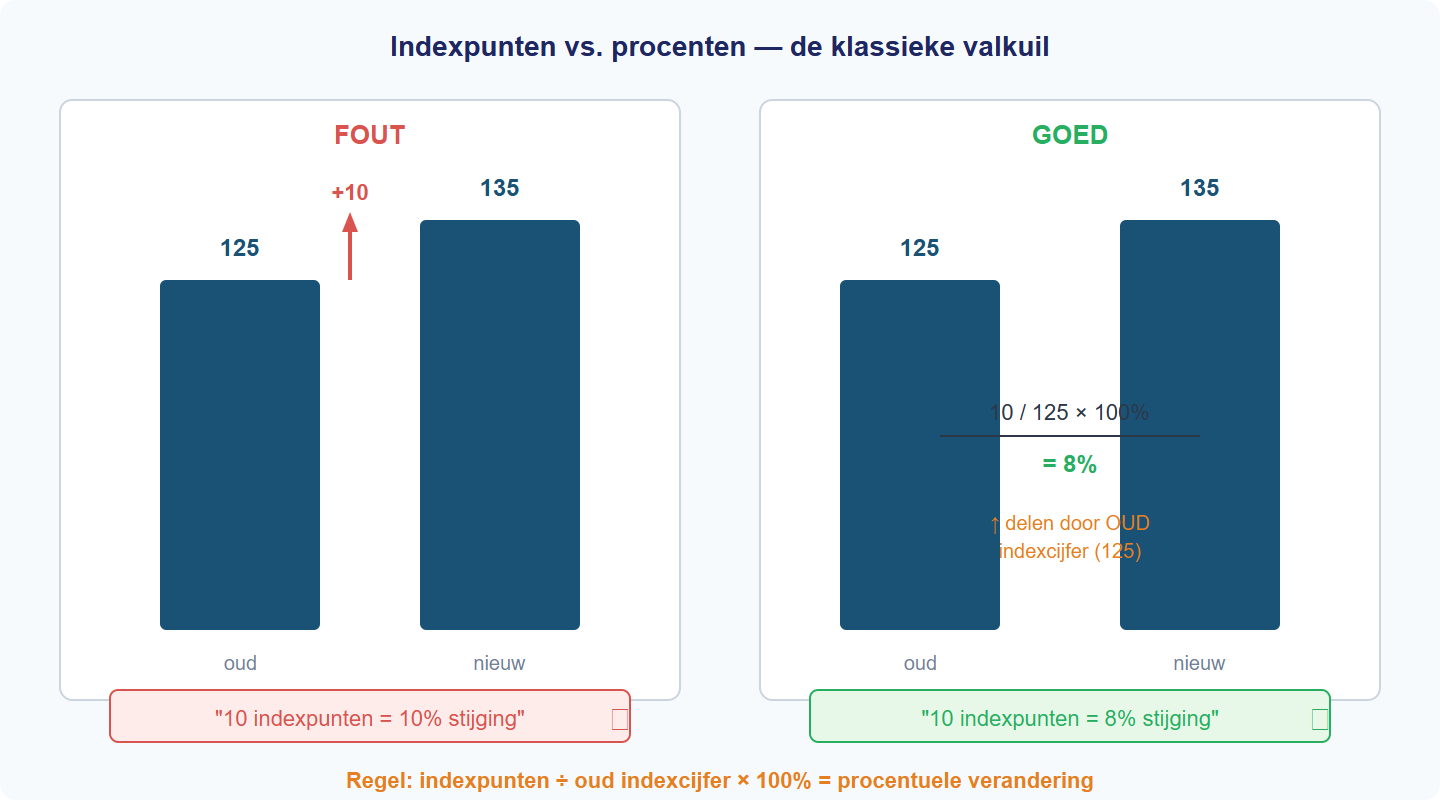 Indexpunten vs. procenten — de klassieke valkuil
FOUT
+10
125
135
oud
nieuw
"10 indexpunten = 10% stijging"
GOED
125
135
10 / 125 × 100%
= 8%
↑ delen door OUD
indexcijfer (125)
oud
nieuw
"10 indexpunten = 8% stijging"
Regel: indexpunten ÷ oud indexcijfer × 100% = procentuele verandering